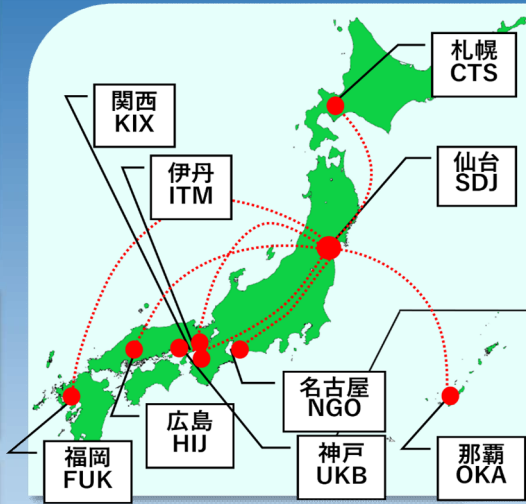 札幌
CTS
関西
KIX
伊丹
ITM
仙台
SDJ
名古屋
NGO
広島
HIJ
神戸
UKB
福岡
FUK
那覇
OKA